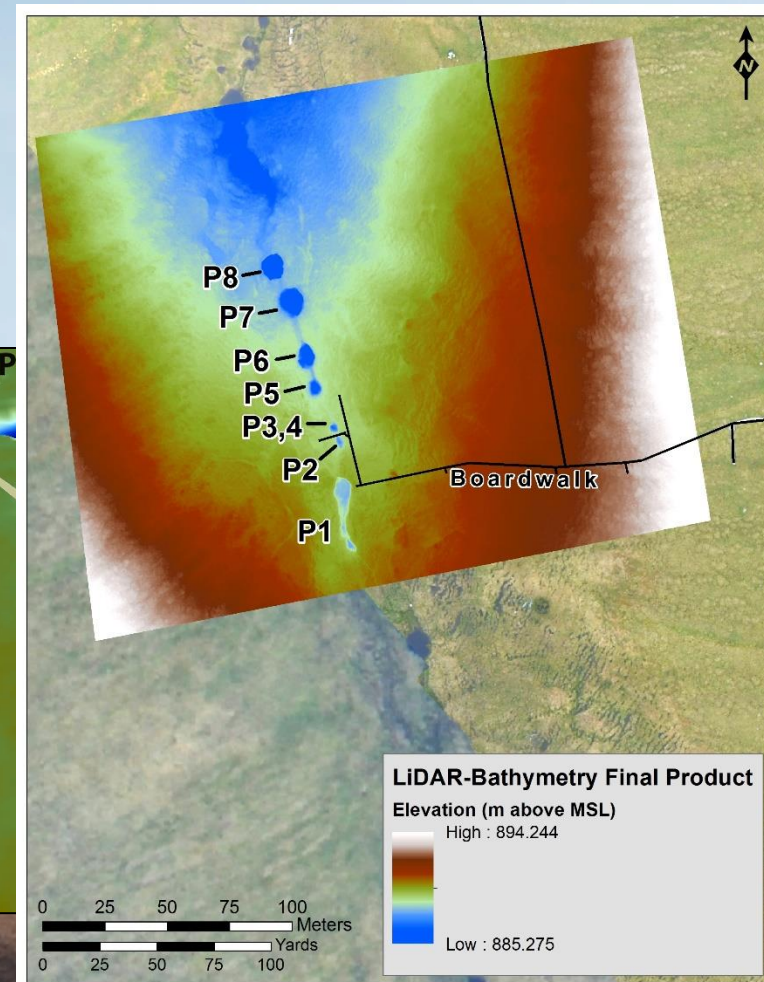 N
P8
P7
P6
P5
P3,4
P2
P1
Boardwalk
P
LiDAR-Bathymetry Final Product
Elevation (m above MSL)
High : 894.244
Low : 885.275
0 25 50 75 100
Meters
Yards
0 25 50 75 100